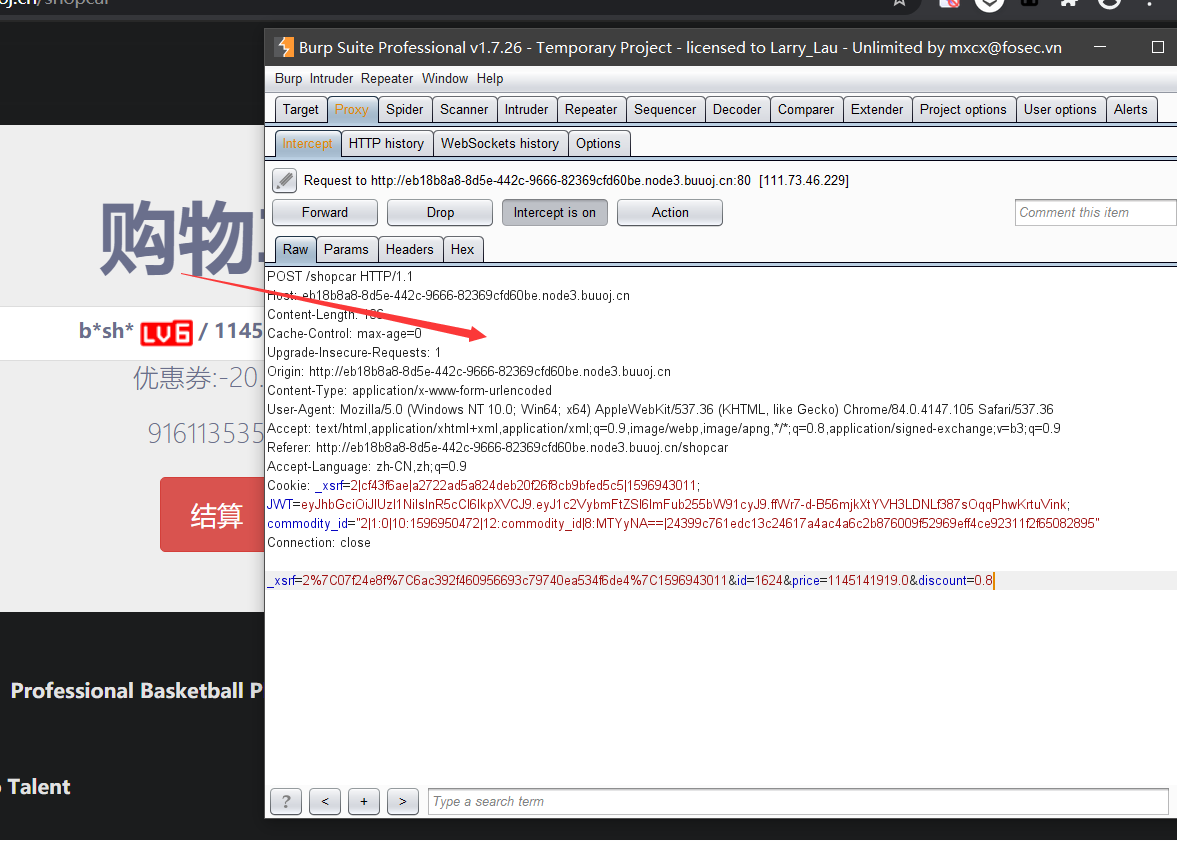 oj.cn/shopcar
Burp Suite Professional v1.7.26 - Temporary Project - licensed to Larry_Lau - Unlimited by mxcx@fosec.vn
Burp Intruder Repeater Window Help
Target Proxy Spider Scanner Intruder Repeater Sequencer Decoder Comparer Extender Project options User options Alerts
Intercept HTTP history WebSockets history Options
Request to http://eb18b8a8-8d5e-442c-9666-82369cfd60be.node3.buuoj.cn:80 [111.73.46.229]
Forward Drop Intercept is on Action Comment this item
Raw Params Headers Hex
POST /shopcar HTTP/1.1
Host: eb18b8a8-8d5e-442c-9666-82369cfd60be.node3.buuoj.cn
Content-Length:
Cache-Control: max-age=0
Upgrade-Insecure-Requests: 1
Origin: http://eb18b8a8-8d5e-442c-9666-82369cfd60be.node3.buuoj.cn
Content-Type: application/x-www-form-urlencoded
User-Agent: Mozilla/5.0 (Windows NT 10.0; Win64; x64) AppleWebKit/537.36 (KHTML, like Gecko) Chrome/84.0.4147.105 Safari/537.36
Accept: text/html,application/xhtml+xml,application/xml;q=0.9,image/webp,image/apng,*/*;q=0.8,application/signed-exchange;v=b3;q=0.9
Referer: http://eb18b8a8-8d5e-442c-9666-82369cfd60be.node3.buuoj.cn/shopcar
Accept-Language: zh-CN,zh;q=0.9
Cookie: _xsrf=2|cf43f6ae|a2722ad5a824deb20f26f8cb9bfed5c5|1596943011;
JWT=eyJhbGciOiJIUzI1NiIsInR5cCI6IkpXVCJ9.eyJ1c2VybmFtZSI6ImFub255bW91cyJ9.ffWr7-d-B56mjkXtYVH3LDNLf387sOqqPhwKrtuVink;
commodity_id="2|1:0|10:1596950472|12:commodity_id|8:MTYyNA==|24399c761edc13c24617a4ac4a6c2b876009f52969eff4ce92311f2f65082895"
Connection: close
_xsrf=2%7C07f24e8f%7C6ac392f460956693c79740ea534f6de4%7C1596943011&id=1624&price=1145141919.0&discount=0.8
? < + > Type a search term
购物
b*sh* LV6 / 1145
优惠券:-20.
916113535
结算
Professional Basketball P
Talent